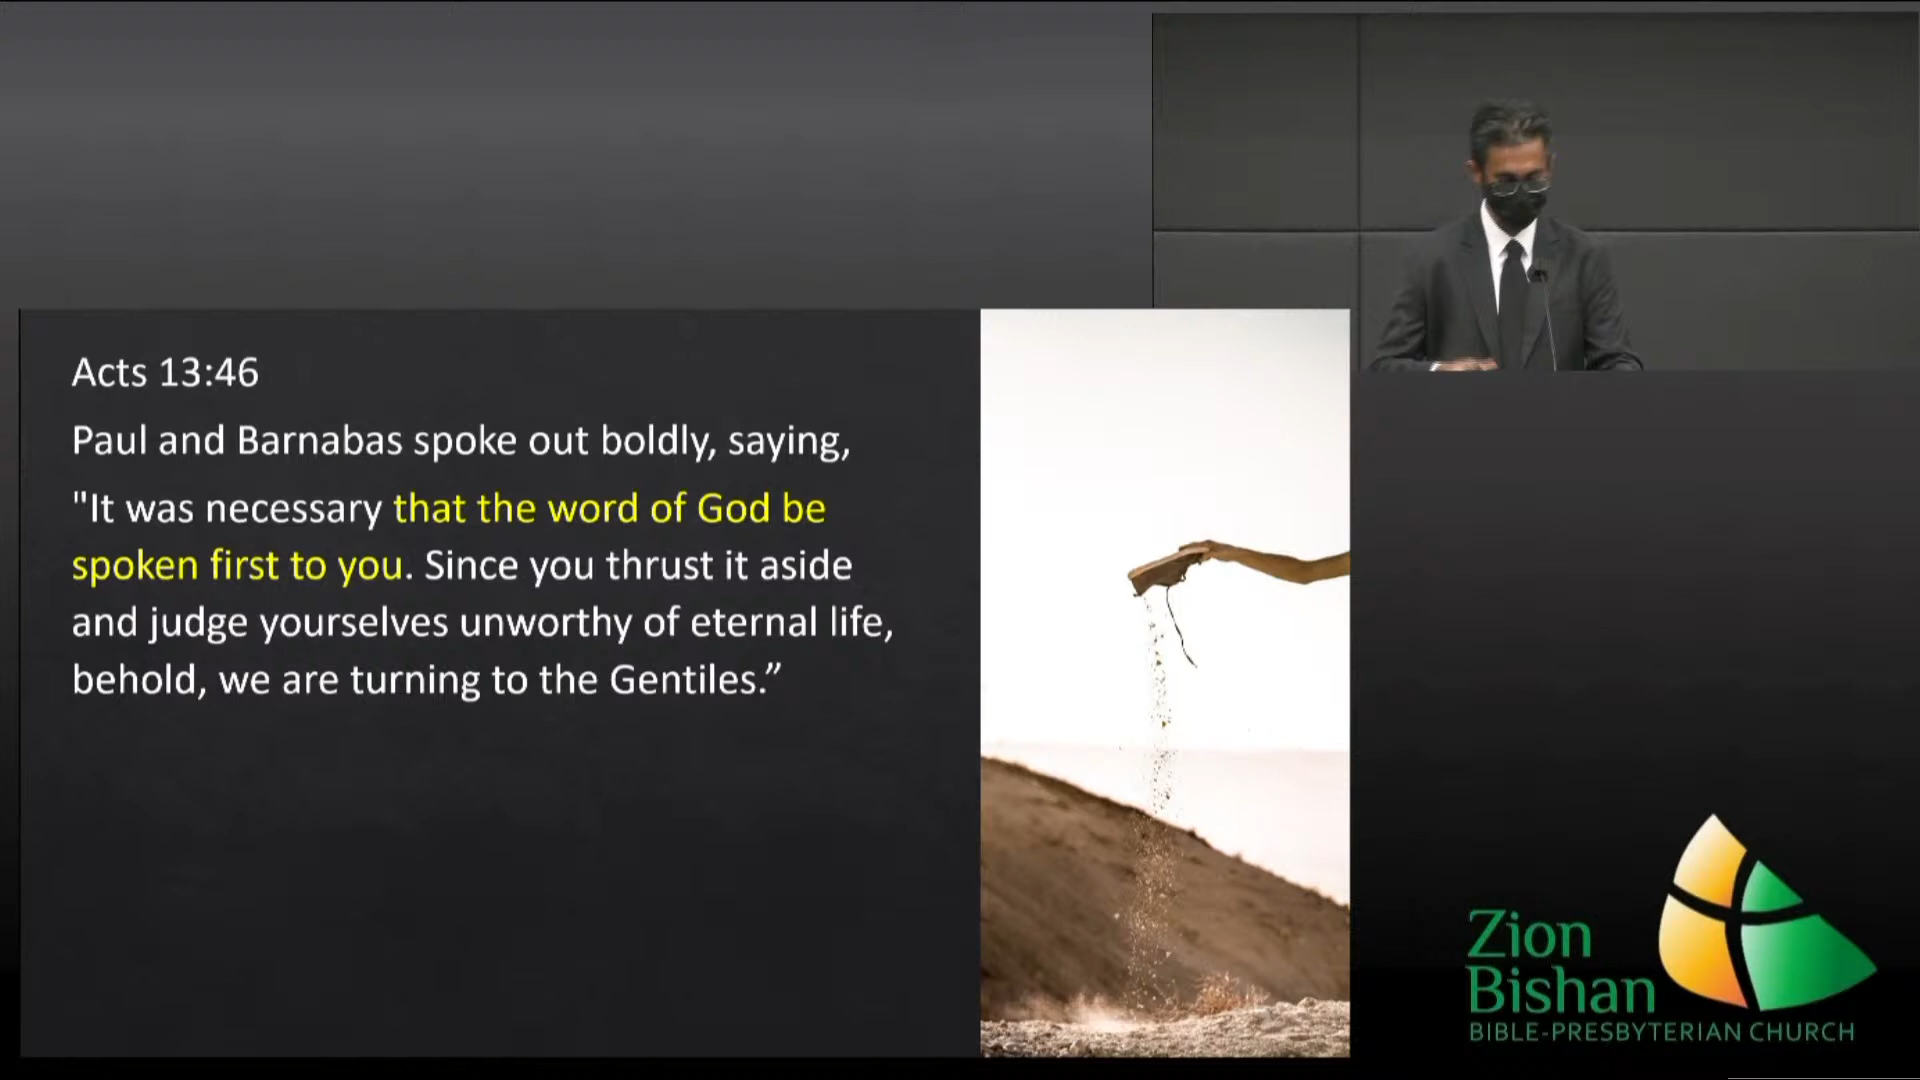 Acts 13:46
Paul and Barnabas spoke out boldly, saying,
"It was necessary that the word of God be
spoken first to you. Since you thrust it aside
and judge yourselves unworthy of eternal life,
behold, we are turning to the Gentiles.”
Zion
Bishan
BIBLE-PRESBYTERIAN CHURCH